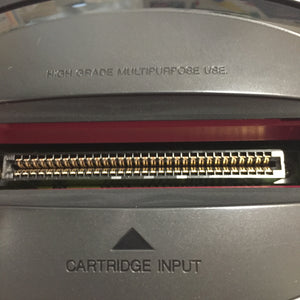 HIGH GRADE MULTIPURPOSE USE.
CARTRIDGE INPUT